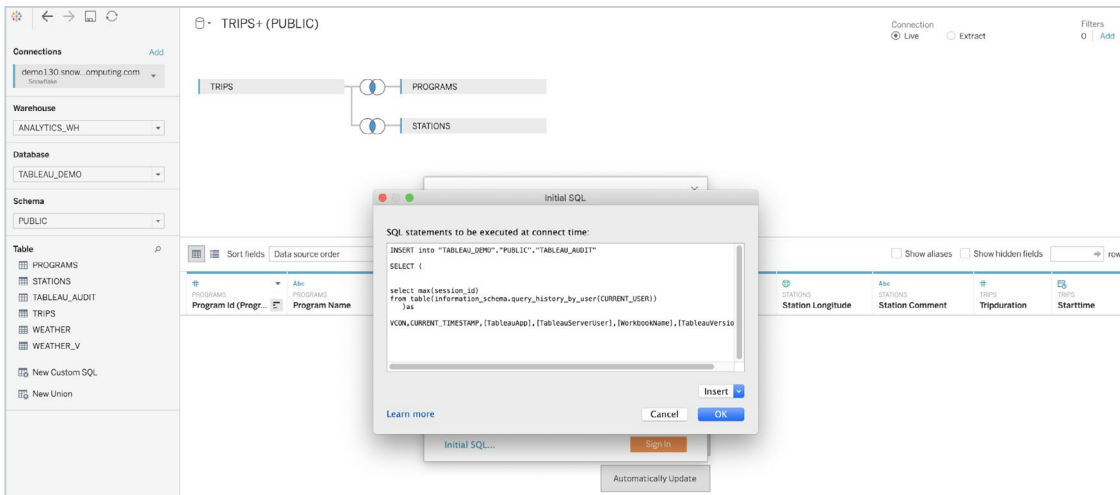 TRIPS+ (PUBLIC)
Connection
Live
Extract
Filters
0 Add
Connections
Add
demo130.snow...omputing.com
Snowflake
Warehouse
ANALYTICS_WH
Database
TABLEAU_DEMO
Schema
PUBLIC
Table
PROGRAMS
STATIONS
TABLEAU_AUDIT
TRIPS
WEATHER
WEATHER_V
New Custom SQL
New Union
TRIPS
PROGRAMS
STATIONS
Sort fields
Data source order
Show aliases
Show hidden fields
row
#
PROGRAMS
Program Id (Progr...
Abc
PROGRAMS
Program Name
STATIONS
Station Longitude
Abc
STATIONS
Station Comment
#
TRIPS
Tripduration
TRIPS
Starttime
Initial SQL
SQL statements to be executed at connect time:
INSERT into "TABLEAU_DEMO"."PUBLIC"."TABLEAU_AUDIT"
SELECT (
select max(session_id)
from table(information_schema.query_history_by_user(CURRENT_USER))
)as
VCON,CURRENT_TIMESTAMP,[TableauApp],[TableauServerUser],[WorkbookName],[TableauVersio
Insert
Learn more
Cancel
OK
Initial SQL...
Sign In
Automatically Update